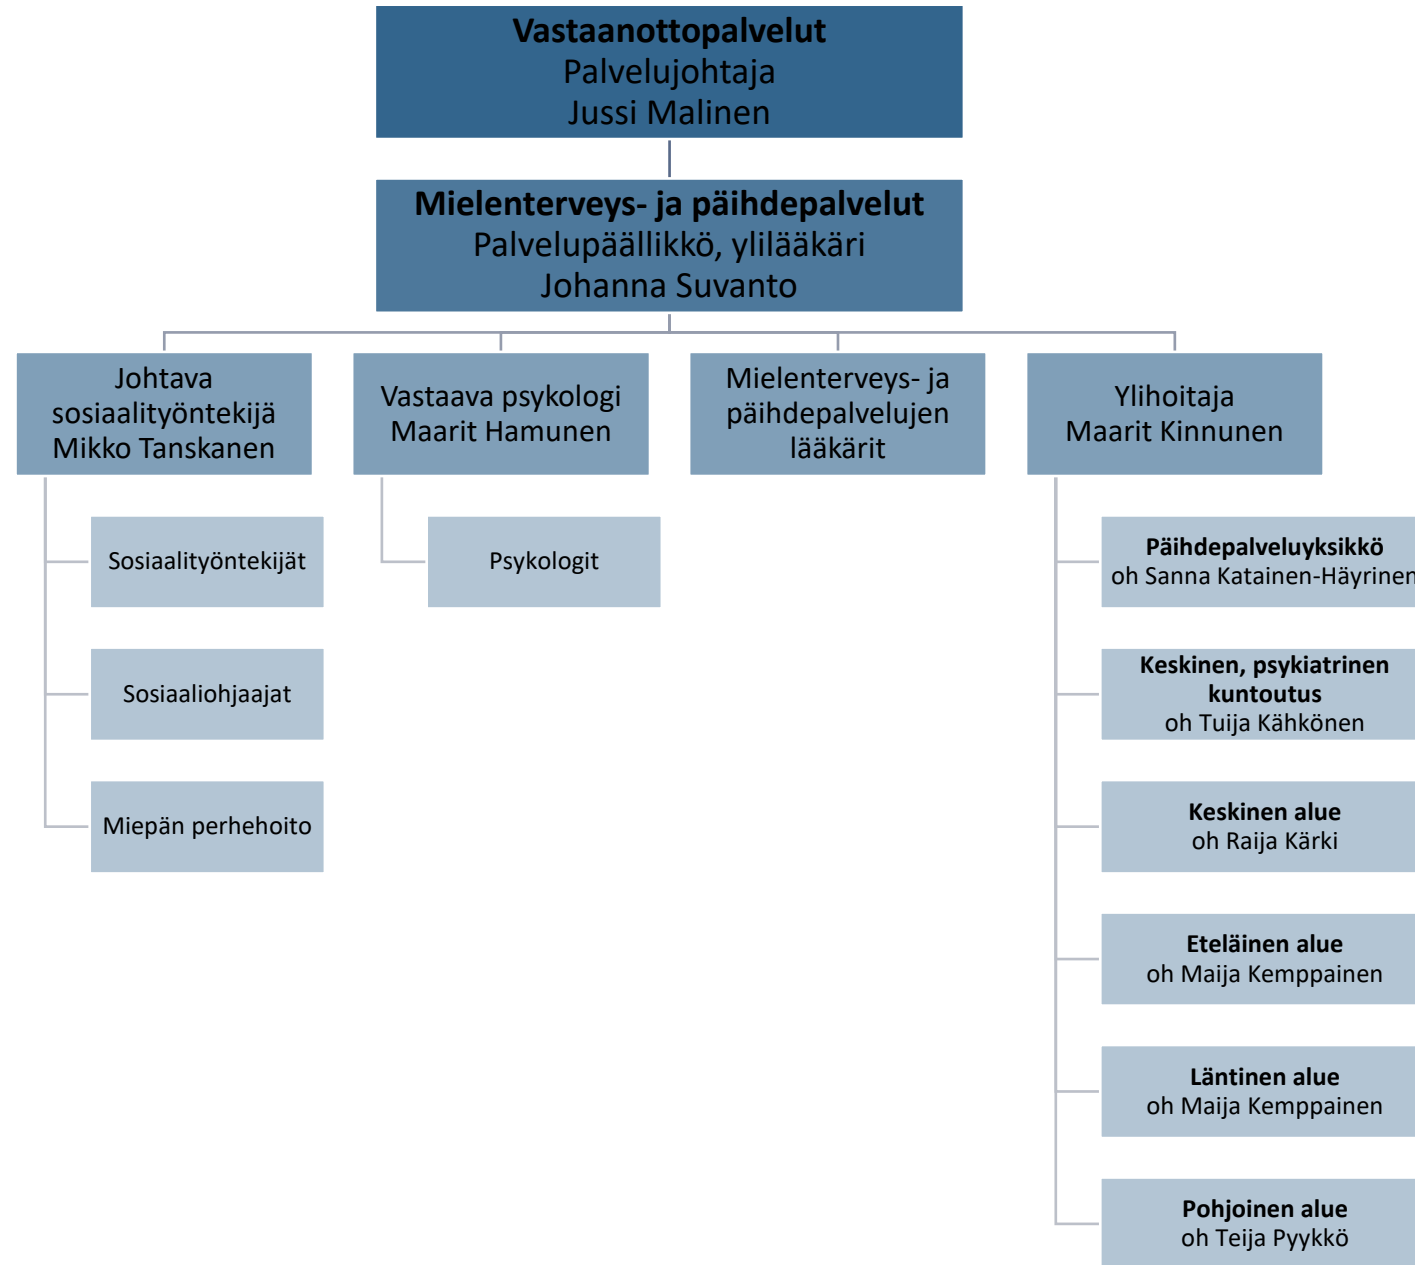 Vastaanottopalvelut
Palvelujohtaja
Jussi Malinen
Mielenterveys- ja päihdepalvelut
Palvelupäällikkö, ylilääkäri
Johanna Suvanto
Johtava
sosiaalityöntekijä
Mikko Tanskanen
Sosiaalityöntekijät
Sosiaaliohjaajat
Miepän perhehoito
Vastaava psykologi
Maarit Hamunen
Psykologit
Mielenterveys- ja
päihdepalvelujen
lääkärit
Ylihoitaja
Maarit Kinnunen
Päihdepalveluyksikkö
oh Sanna Katainen-Häyrinen
Keskinen, psykiatrinen
kuntoutus
oh Tuija Kähkönen
Keskinen alue
oh Raija Kärki
Eteläinen alue
oh Maija Kemppainen
Läntinen alue
oh Maija Kemppainen
Pohjoinen alue
oh Teija Pyykkö